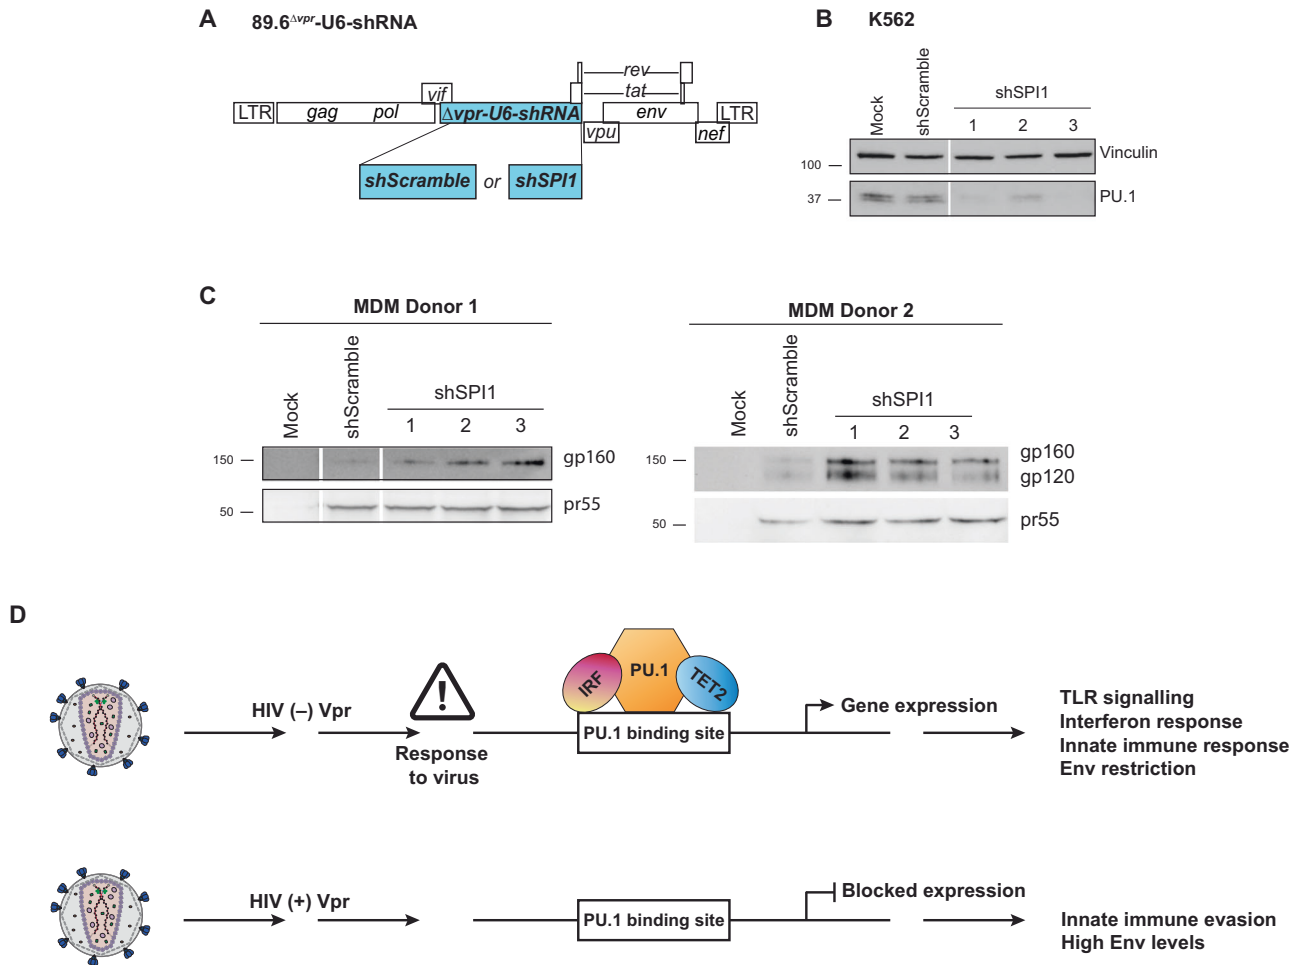 A
89.6Δvpr-U6-shRNA
LTR
gag
pol
vif
Δvpr-U6-shRNA
rev
tat
vpu
env
nef
LTR
shScramble or shSPI1
B
K562
Mock
shScramble
shSPI1
1 2 3
100
Vinculin
37
PU.1
C
MDM Donor 1
Mock
shScramble
shSPI1
1 2 3
150
gp160
50
pr55
MDM Donor 2
Mock
shScramble
shSPI1
1 2 3
150
gp160
gp120
50
pr55
D
HIV (–) Vpr
!
Response
to virus
IRF
PU.1
TET2
PU.1 binding site
Gene expression
TLR signalling
Interferon response
Innate immune response
Env restriction
HIV (+) Vpr
PU.1 binding site
Blocked expression
Innate immune evasion
High Env levels